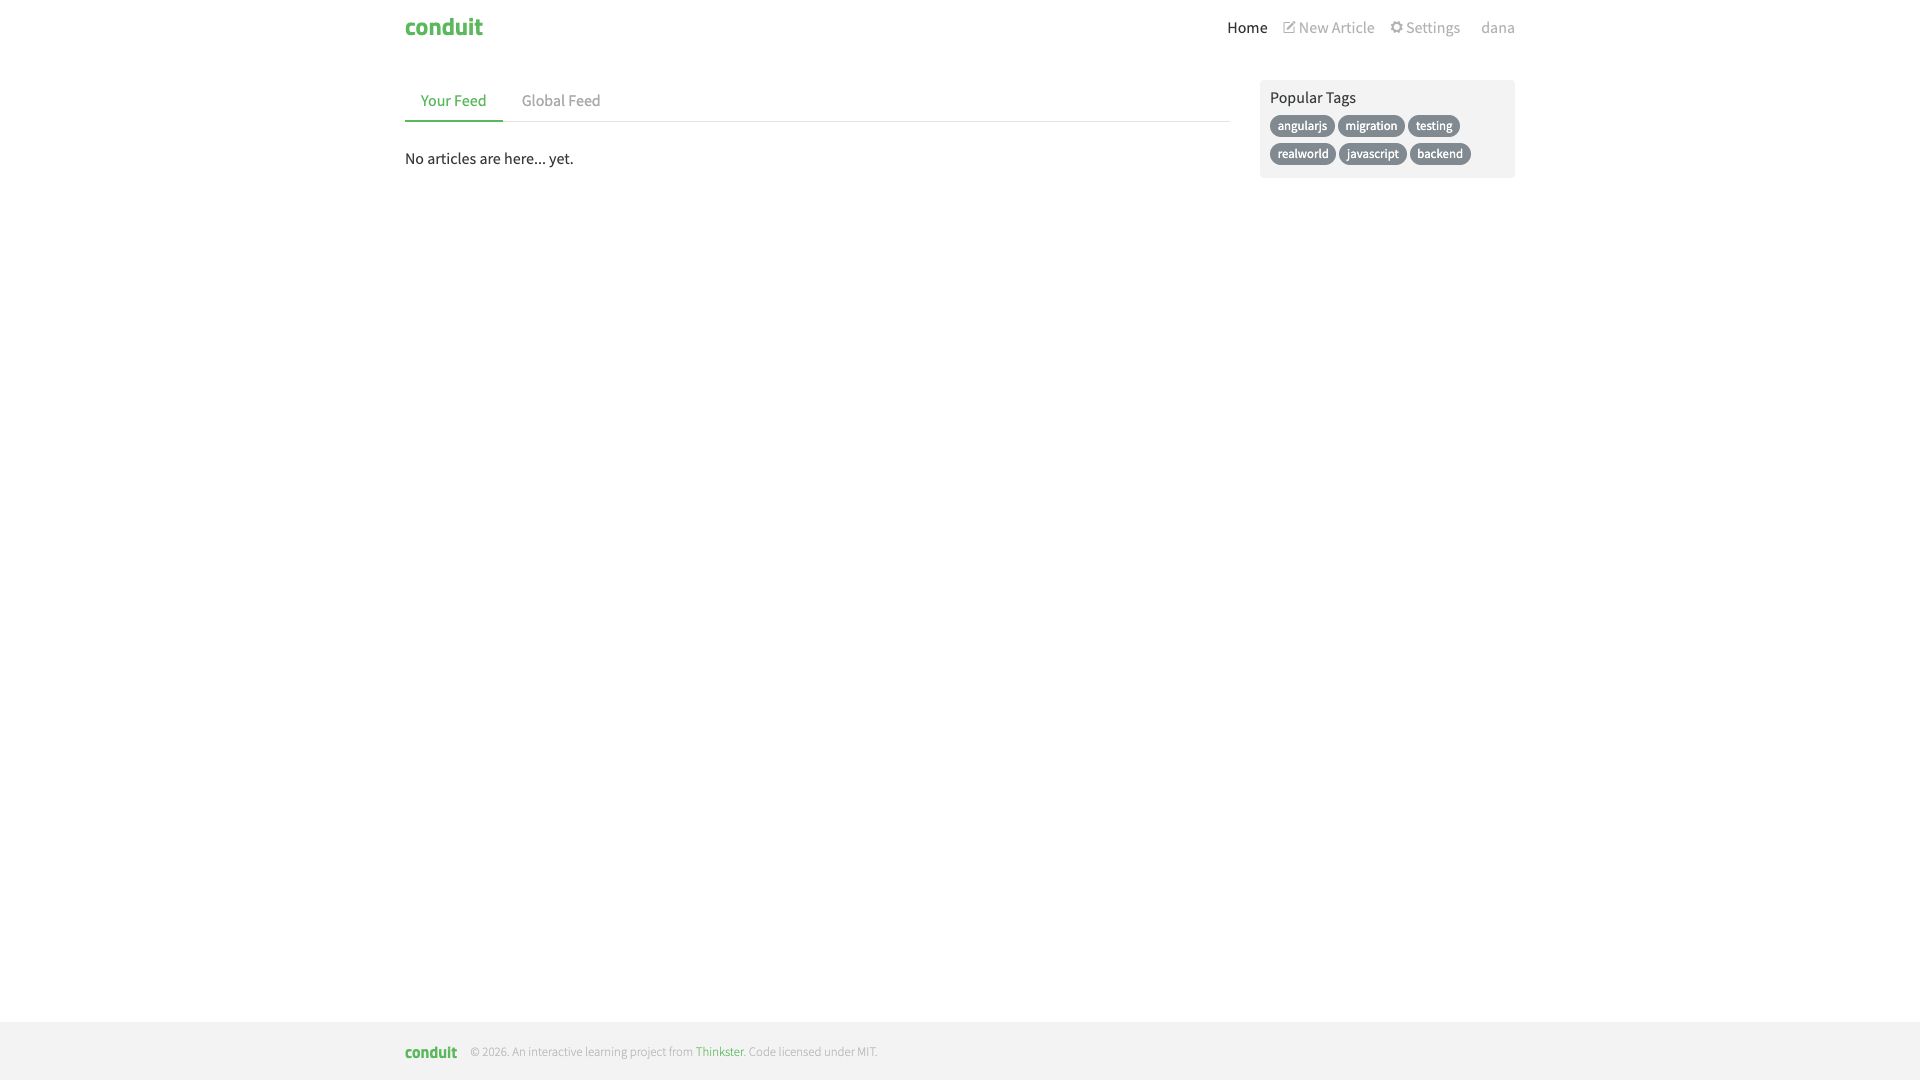 conduit
Home New Article Settings dana
Your Feed Global Feed
No articles are here... yet.
Popular Tags
angularjs migration testing
realworld javascript backend
conduit © 2026. An interactive learning project from Thinkster. Code licensed under MIT.